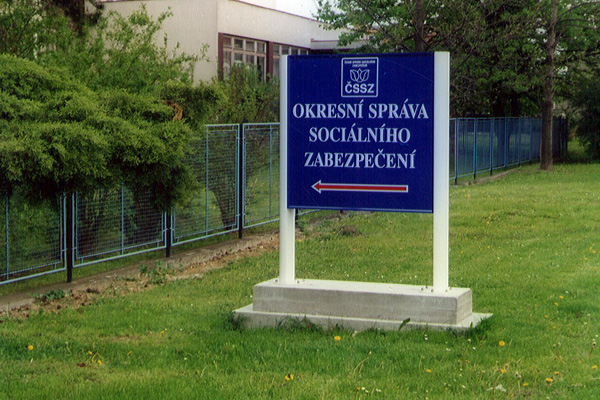 ČSSZ
OKRESNÍ SPRÁVA
SOCIÁLNÍHO
ZABEZPEČENÍ